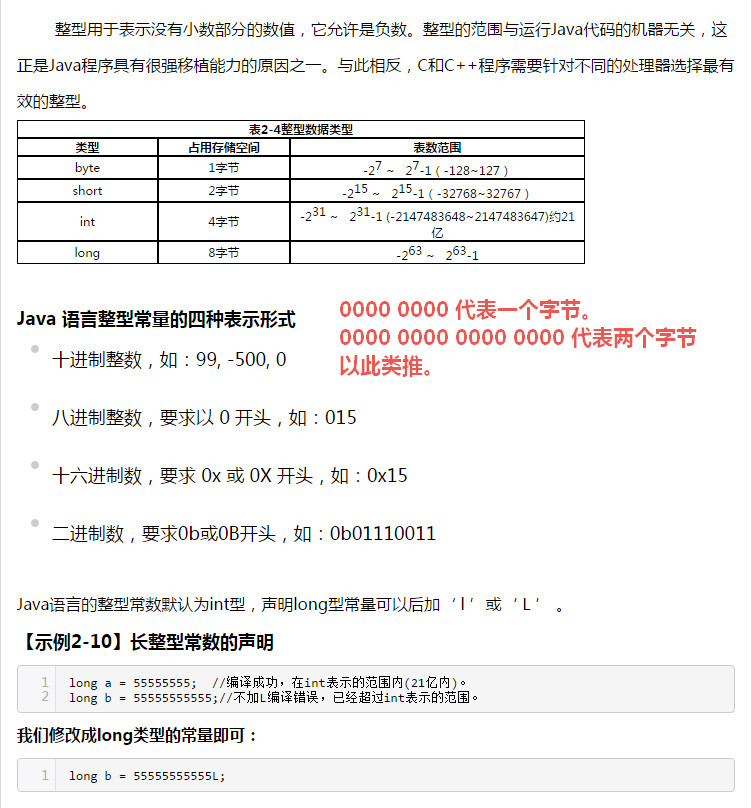 整型用于表示没有小数部分的数值，它允许是负数。整型的范围与运行Java代码的机器无关，这
正是Java程序具有很强移植能力的原因之一。与此相反，C和C++程序需要针对不同的处理器选择最有
效的整型。
表2-4整型数据类型
类型 占用存储空间 表数范围
byte 1字节 -2⁷ ~ 2⁷-1 ( -128~127 )
short 2字节 -2¹⁵ ~ 2¹⁵-1 ( -32768~32767 )
int 4字节 -2³¹ ~ 2³¹-1 (-2147483648~2147483647)约21
亿
long 8字节 -2⁶³ ~ 2⁶³-1
Java 语言整型常量的四种表示形式
0000 0000 代表一个字节。
0000 0000 0000 0000 代表两个字节
以此类推。
十进制整数，如：99, -500, 0
八进制整数，要求以 0 开头，如：015
十六进制数，要求 0x 或 0X 开头，如：0x15
二进制数，要求0b或0B开头，如：0b01110011
Java语言的整型常数默认为int型，声明long型常量可以后加‘ l ’或‘ L ’ 。
【示例2-10】长整型常数的声明
1 long a = 55555555; //编译成功，在int表示的范围内(21亿内)。
2 long b = 55555555555;//不加L编译错误，已经超过int表示的范围。
我们修改成long类型的常量即可：
1 long b = 55555555555L;